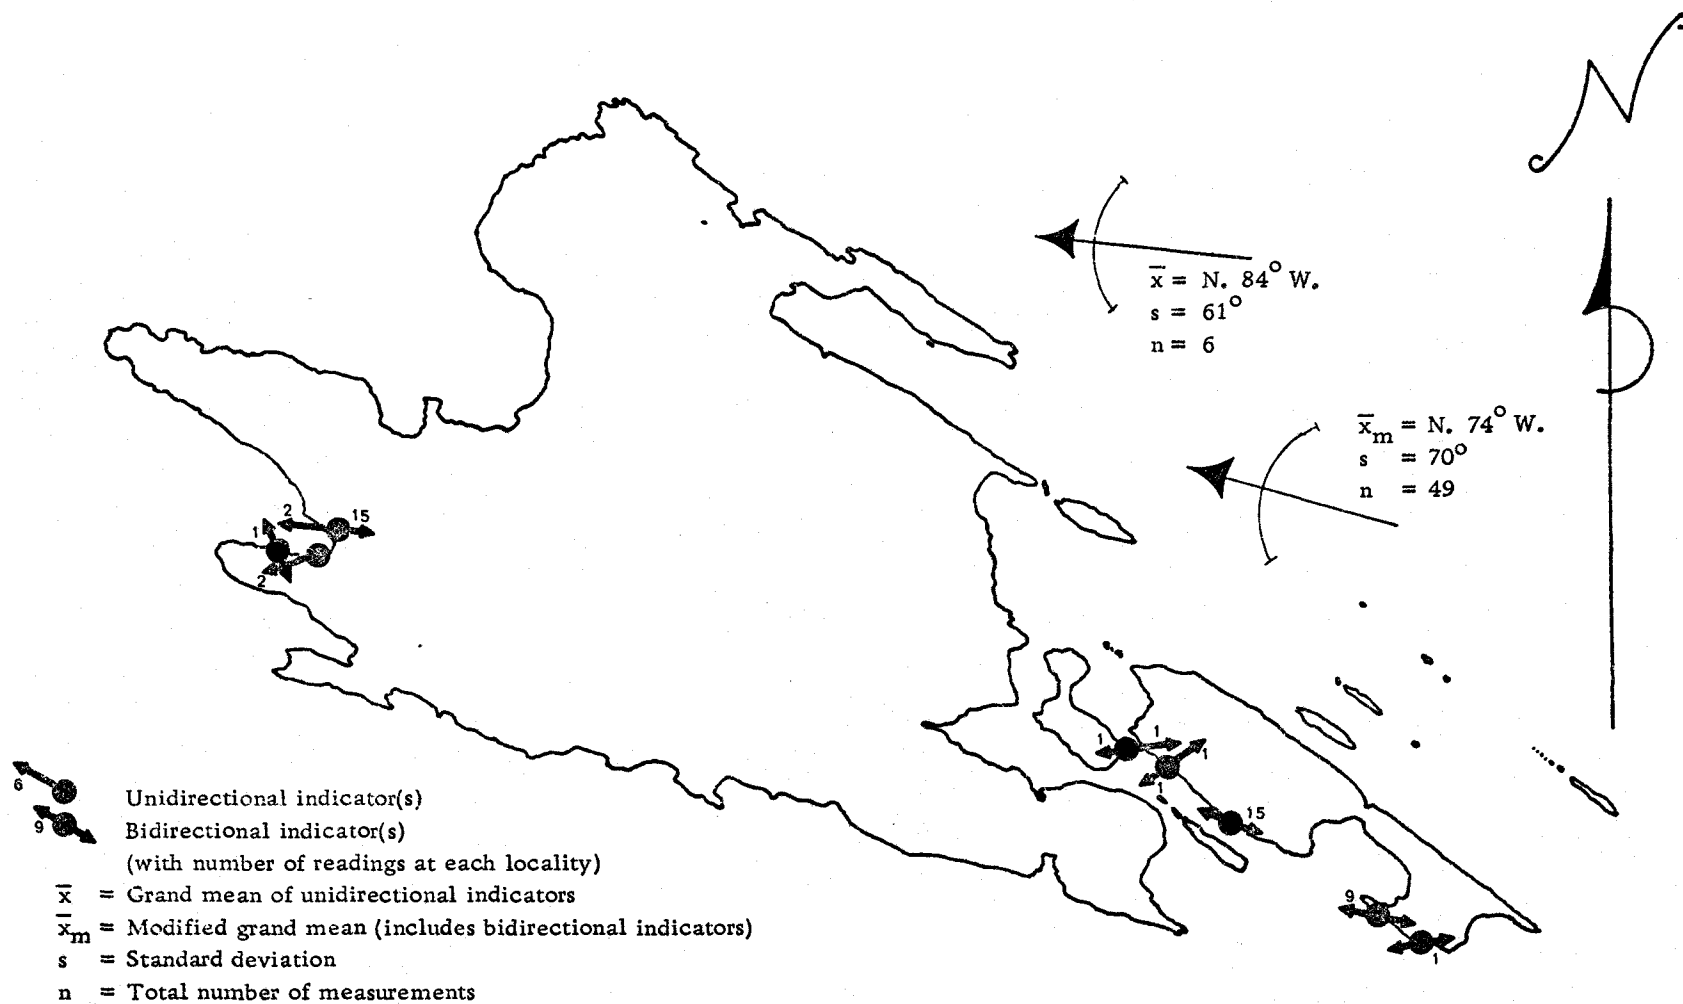 N
x̄ = N. 84° W.
s = 61°
n = 6
x̄m = N. 74° W.
s = 70°
n = 49
2
15
1
2
1
1
1
1
15
9
1
6
Unidirectional indicator(s)
9
Bidirectional indicator(s)
(with number of readings at each locality)
x̄ = Grand mean of unidirectional indicators
x̄m = Modified grand mean (includes bidirectional indicators)
s = Standard deviation
n = Total number of measurements